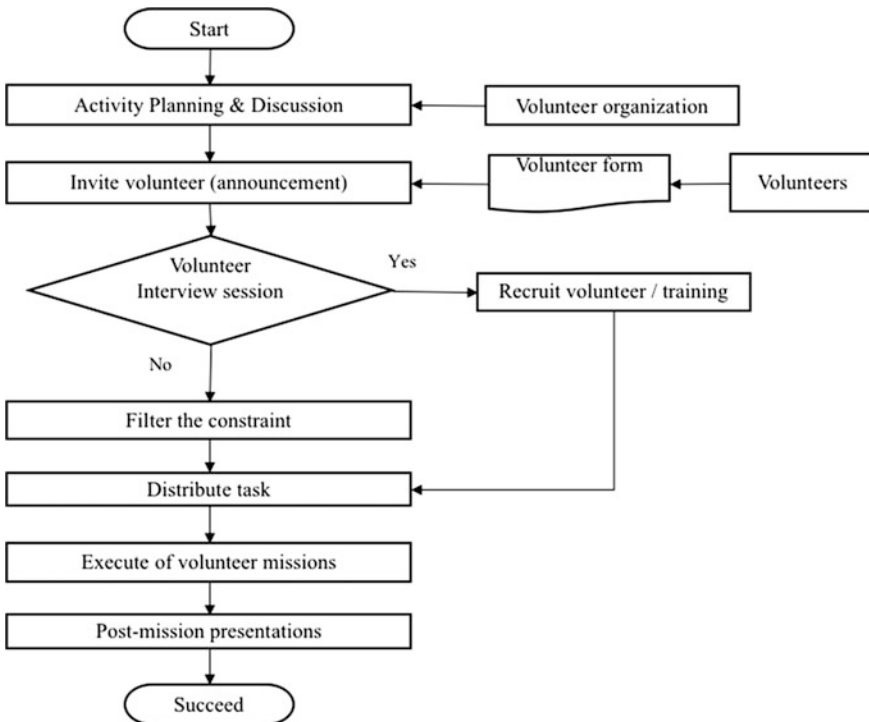 Start
Activity Planning & Discussion
Volunteer organization
Invite volunteer (announcement)
Volunteer form
Volunteers
Volunteer
Interview session
Yes
Recruit volunteer / training
No
Filter the constraint
Distribute task
Execute of volunteer missions
Post-mission presentations
Succeed